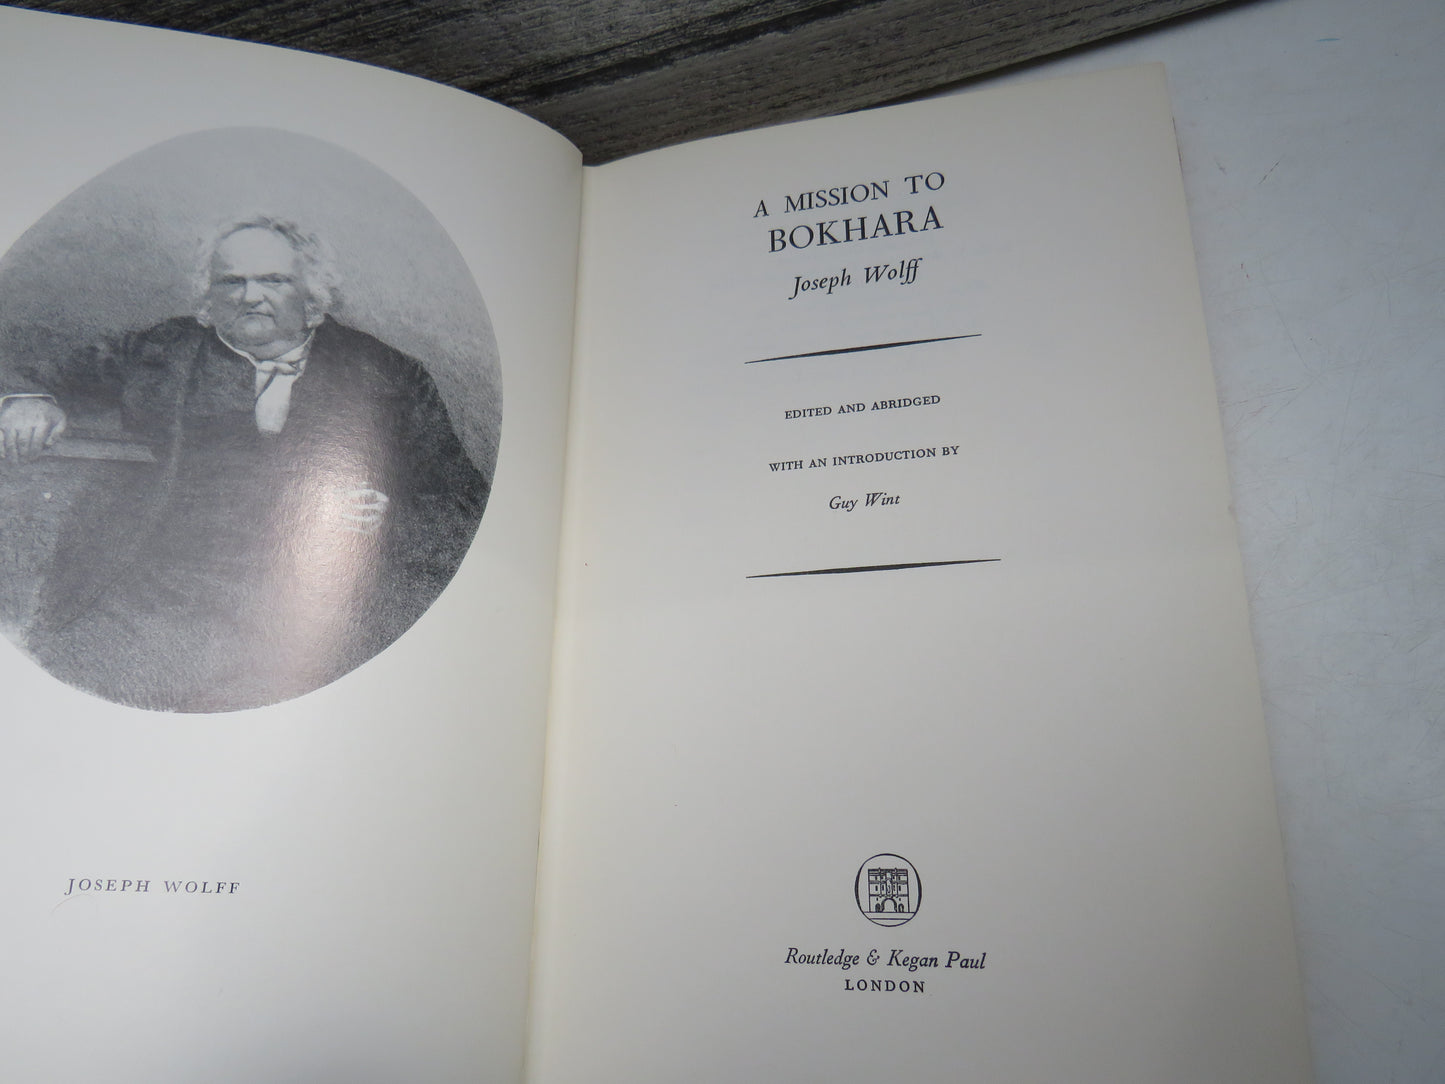 JOSEPH WOLFF
A MISSION TO
BOKHARA
Joseph Wolff
EDITED AND ABRIDGED
WITH AN INTRODUCTION BY
Guy Wint
Routledge & Kegan Paul
LONDON